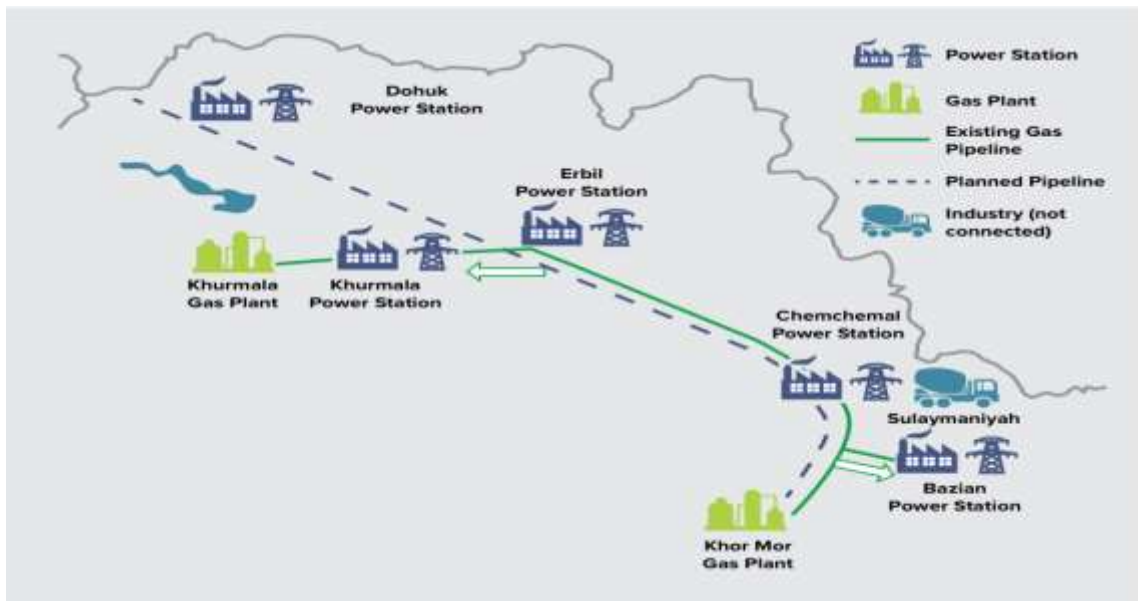 Dohuk
Power Station
Erbil
Power Station
Khurmala
Gas Plant
Khurmala
Power Station
Chemchemal
Power Station
Sulaymaniyah
Bazian
Power Station
Khor Mor
Gas Plant
Power Station
Gas Plant
Existing Gas
Pipeline
Planned Pipeline
Industry (not
connected)